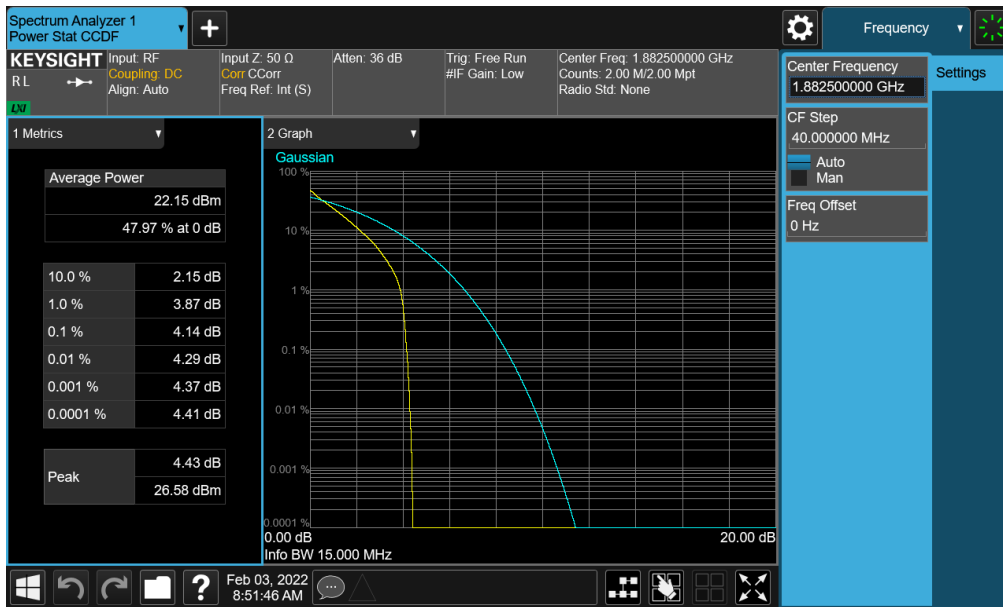 Spectrum Analyzer 1
Power Stat CCDF
+
Frequency
KEYSIGHT
R L
LXI
Input: RF
Coupling: DC
Align: Auto
Input Z: 50 Ω
Corr CCorr
Freq Ref: Int (S)
Atten: 36 dB
Trig: Free Run
#IF Gain: Low
Center Freq: 1.882500000 GHz
Counts: 2.00 M/2.00 Mpt
Radio Std: None
Center Frequency
1.882500000 GHz
Settings
CF Step
40.000000 MHz
Auto
Man
Freq Offset
0 Hz
1 Metrics
Average Power
22.15 dBm
47.97 % at 0 dB
10.0 % 2.15 dB
1.0 % 3.87 dB
0.1 % 4.14 dB
0.01 % 4.29 dB
0.001 % 4.37 dB
0.0001 % 4.41 dB
Peak
4.43 dB
26.58 dBm
2 Graph
Gaussian
100 %
10 %
1 %
0.1 %
0.01 %
0.001 %
0.0001 %
0.00 dB 20.00 dB
Info BW 15.000 MHz
?
Feb 03, 2022
8:51:46 AM